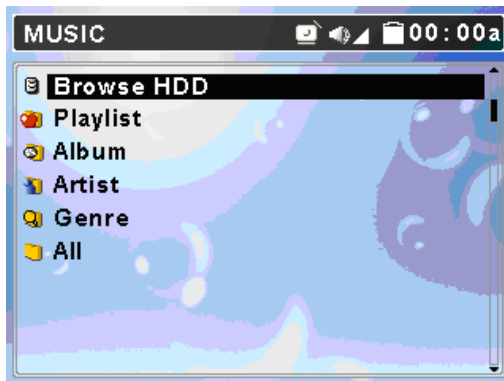 MUSIC 00:00a
Browse HDD
Playlist
Album
Artist
Genre
All